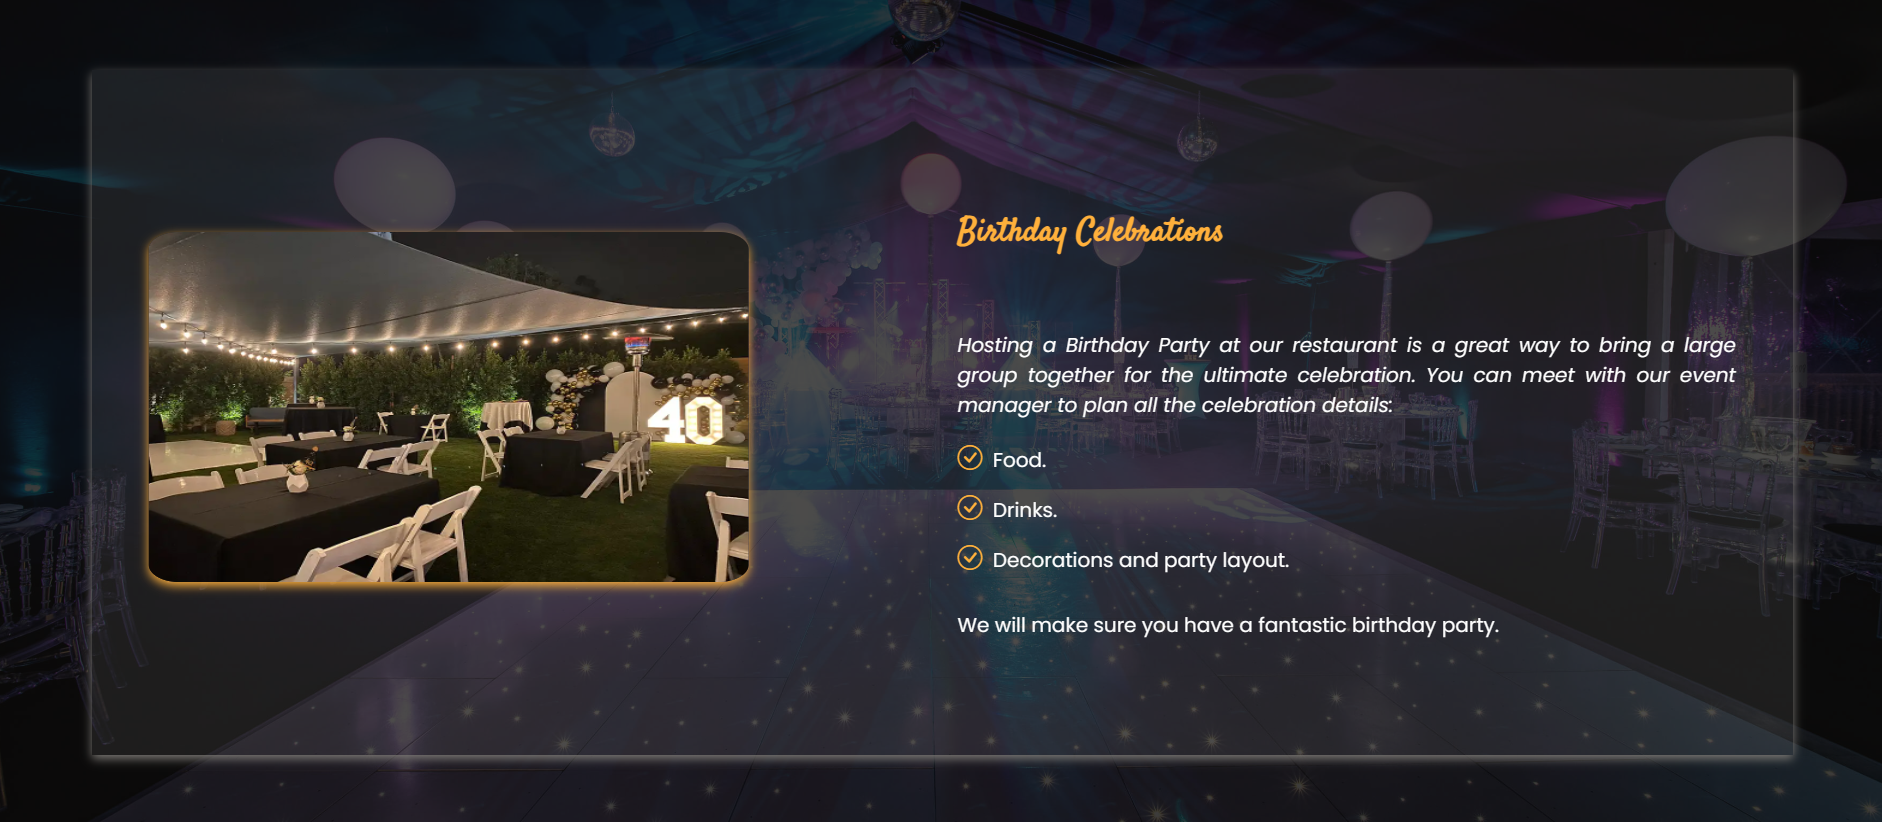 Birthday Celebrations
Hosting a Birthday Party at our restaurant is a great way to bring a large
group together for the ultimate celebration. You can meet with our event
manager to plan all the celebration details:
Food.
Drinks.
Decorations and party layout.
We will make sure you have a fantastic birthday party.
40